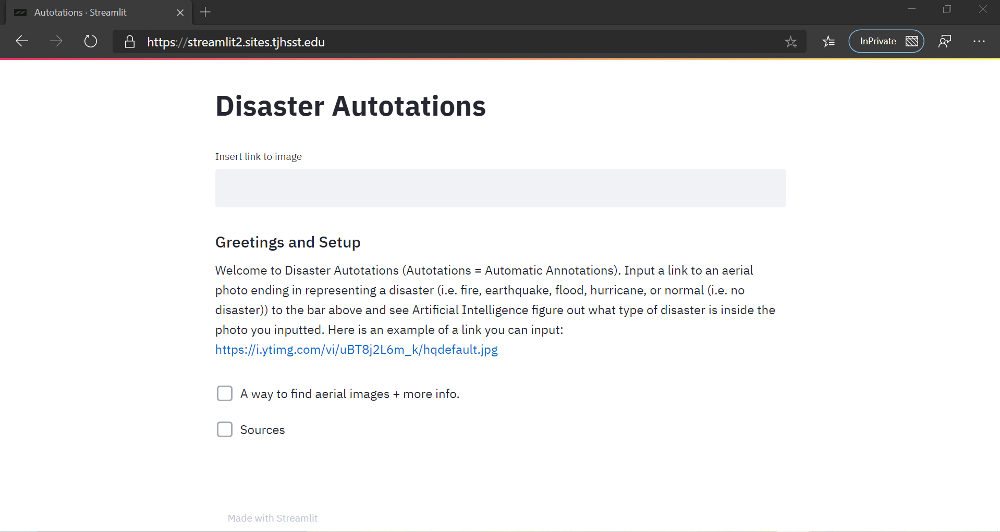 Autotations · Streamlit
https://streamlit2.sites.tjhsst.edu
InPrivate
Disaster Autotations
Insert link to image
Greetings and Setup
Welcome to Disaster Autotations (Autotations = Automatic Annotations). Input a link to an aerial
photo ending in representing a disaster (i.e. fire, earthquake, flood, hurricane, or normal (i.e. no
disaster)) to the bar above and see Artificial Intelligence figure out what type of disaster is inside the
photo you inputted. Here is an example of a link you can input:
https://i.ytimg.com/vi/uBT8j2L6m_k/hqdefault.jpg
A way to find aerial images + more info.
Sources
Made with Streamlit